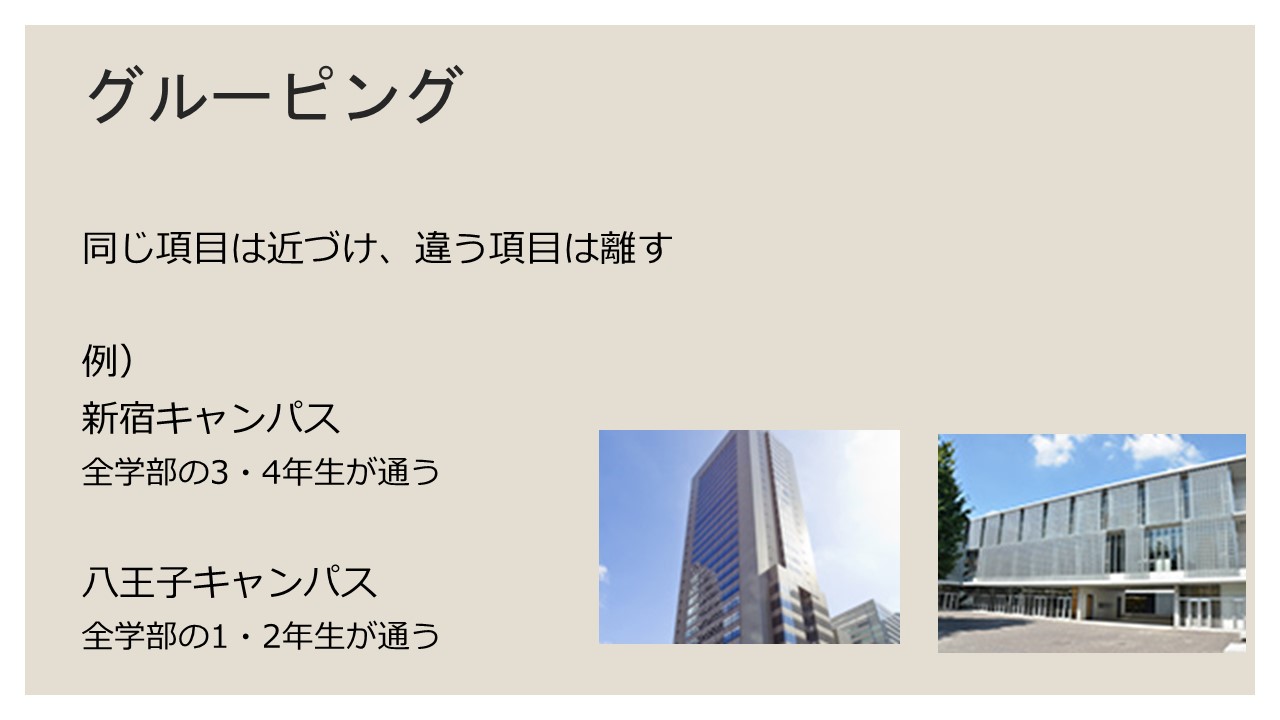 グルーピング
同じ項目は近づけ、違う項目は離す
例）
新宿キャンパス
全学部の3・4年生が通う
八王子キャンパス
全学部の1・2年生が通う